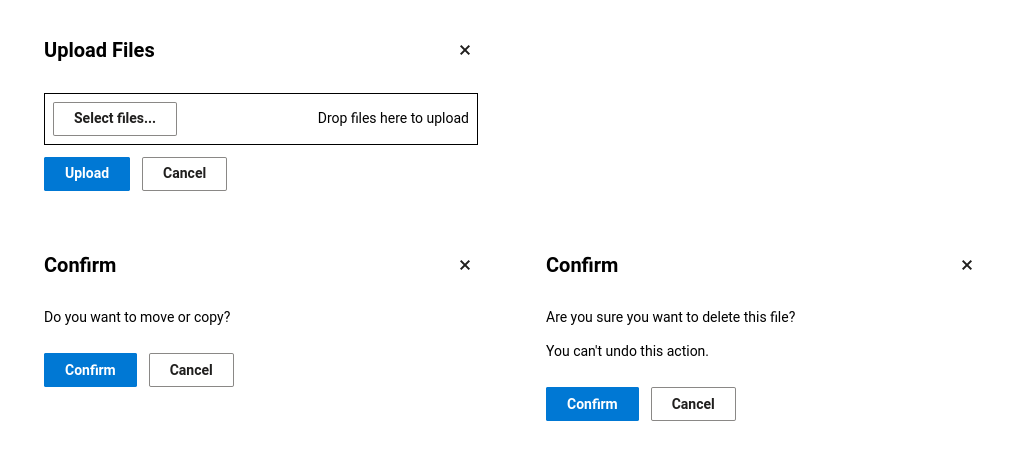 Upload Files
Select files...
Drop files here to upload
Upload
Cancel
Confirm
Do you want to move or copy?
Confirm
Cancel
Confirm
Are you sure you want to delete this file?
You can't undo this action.
Confirm
Cancel